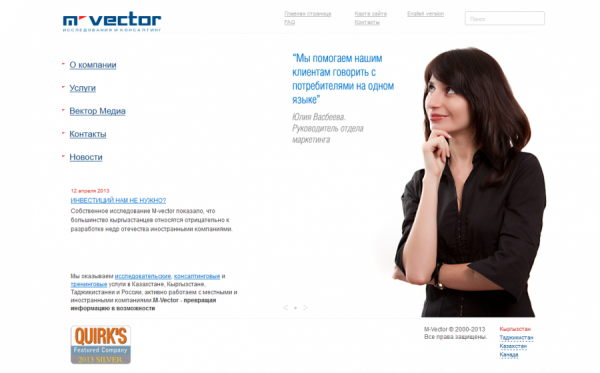 m-vector
ИССЛЕДОВАНИЯ И КОНСАЛТИНГ
Главная страница
Карта сайта
English version
FAQ
Контакты
Поиск
О компании
Услуги
Вектор Медиа
Контакты
Новости
“Мы помогаем нашим
клиентам говорить с
потребителями на одном
языке”
Юлия Васбеева.
Руководитель отдела
маркетинга
12 апреля 2013
ИНВЕСТИЦИЙ НАМ НЕ НУЖНО?
Собственное исследование M-vector показало, что
большинство кыргызстанцев относятся отрицательно к
разработке недр отечества иностранными компаниями.
Мы оказываем исследовательские, консалтинговые и
тренинговые услуги в Казахстане, Кыргызстане,
Таджикистане и России, активно работаем с местными и
иностранными компаниями.M-Vector - превращая
информацию в возможности
QUIRK'S
Featured Company
2013 SILVER
M-Vector © 2000-2013
Все права защищены.
Кыргызстан
Таджикистан
Казахстан
Канада